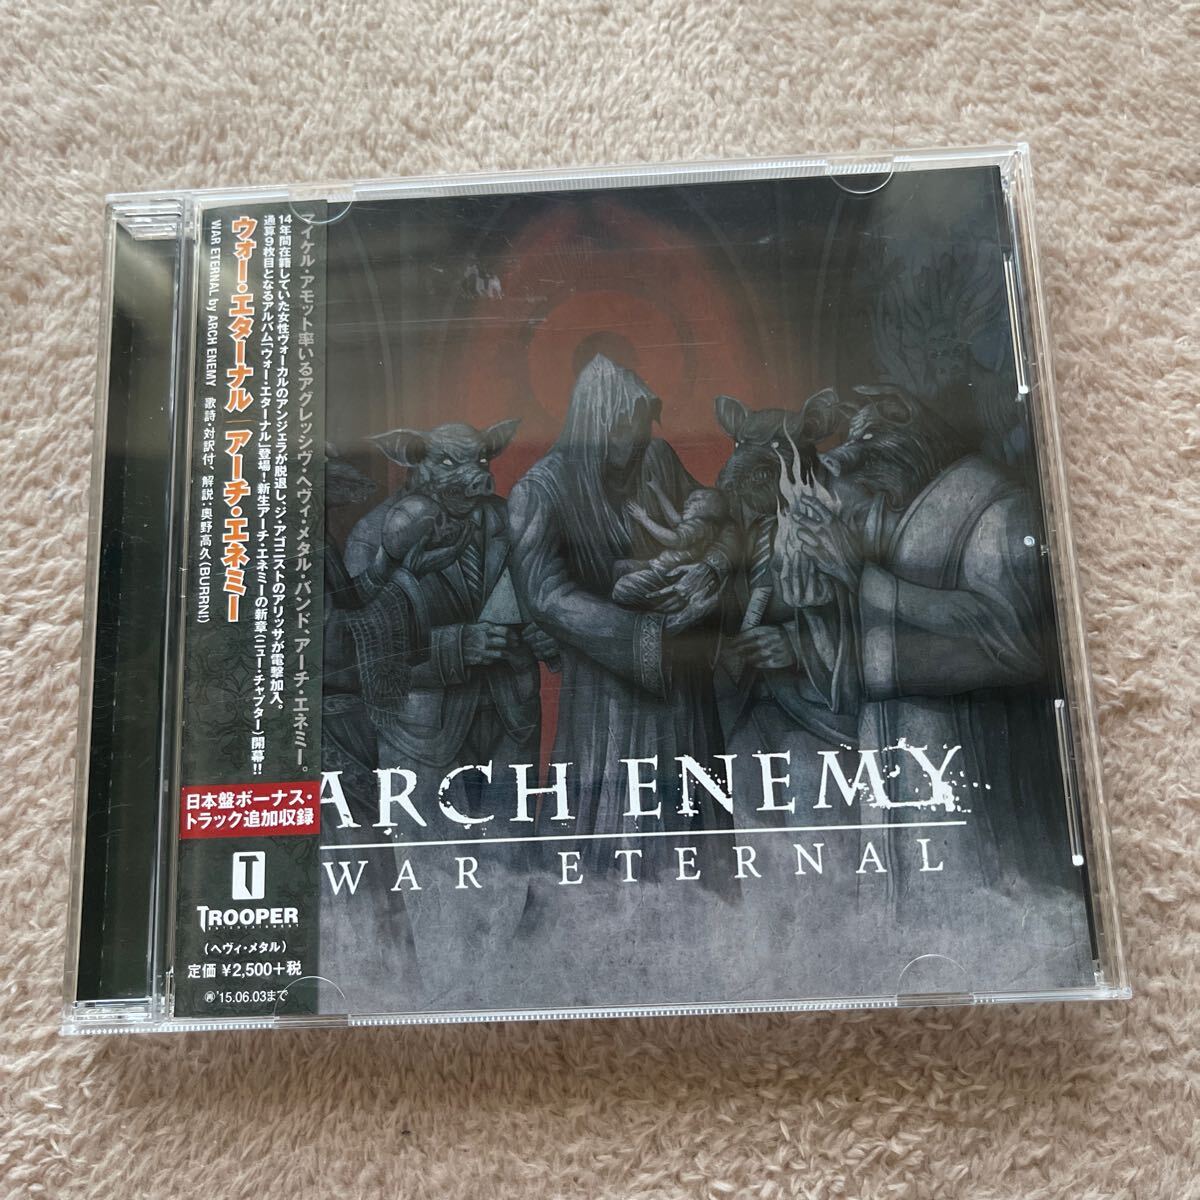 マイケル・アモット率いるアグレッシヴ・ヘヴィ・メタル・バンド、アーチ・エネミー。
14年間在籍していた女性ヴォーカルのアンジェラが脱退し、ジ・アゴニストのアリッサが電撃加入。
通算9枚目となるアルバム「ウォー・エターナル」登場！新生アーチ・エネミーの新章(ニュー・チャプター)開幕!!
ウォー・エターナル／アーチ・エネミー
WAR ETERNAL by ARCH ENEMY 歌詩・対訳付、解説：奥野高久(BURRN!)
日本盤ボーナス・
トラック追加収録
T
TROOPER
ENTERTAINMENT
(ヘヴィ・メタル)
定価 ¥2,500+税
㊞'15.06.03まで
ARCH ENEMY
WAR ETERNAL